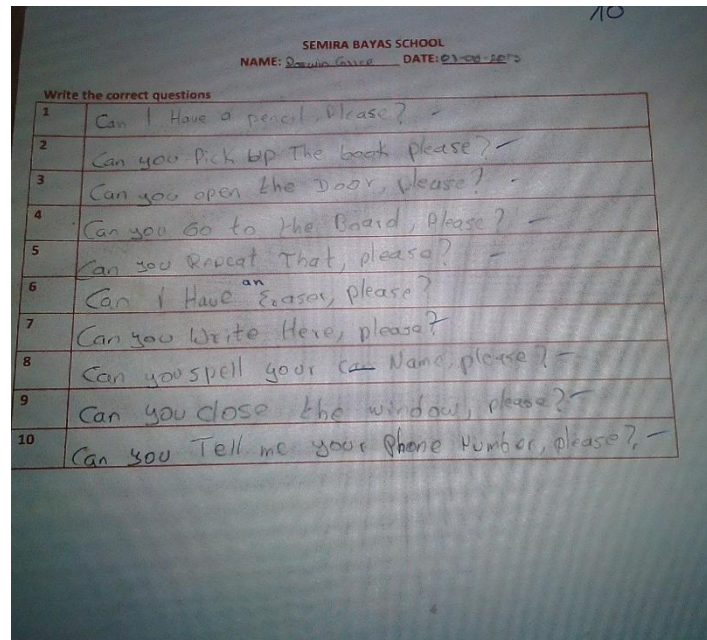 10
SEMIRA BAYAS SCHOOL
NAME: DATE:
Write the correct questions
1 Can I Have a pencil, Please?
2 Can you Pick Up The book please?
3 Can you open the Door, please?
4 Can you Go to the Board, Please?
5 Can you Repeat That, please?
6 Can I Have an Eraser, please?
7 Can you Write Here, please?
8 Can you spell your Name, please?
9 Can you close the window, please?
10 Can you Tell me your Phone Number, please?